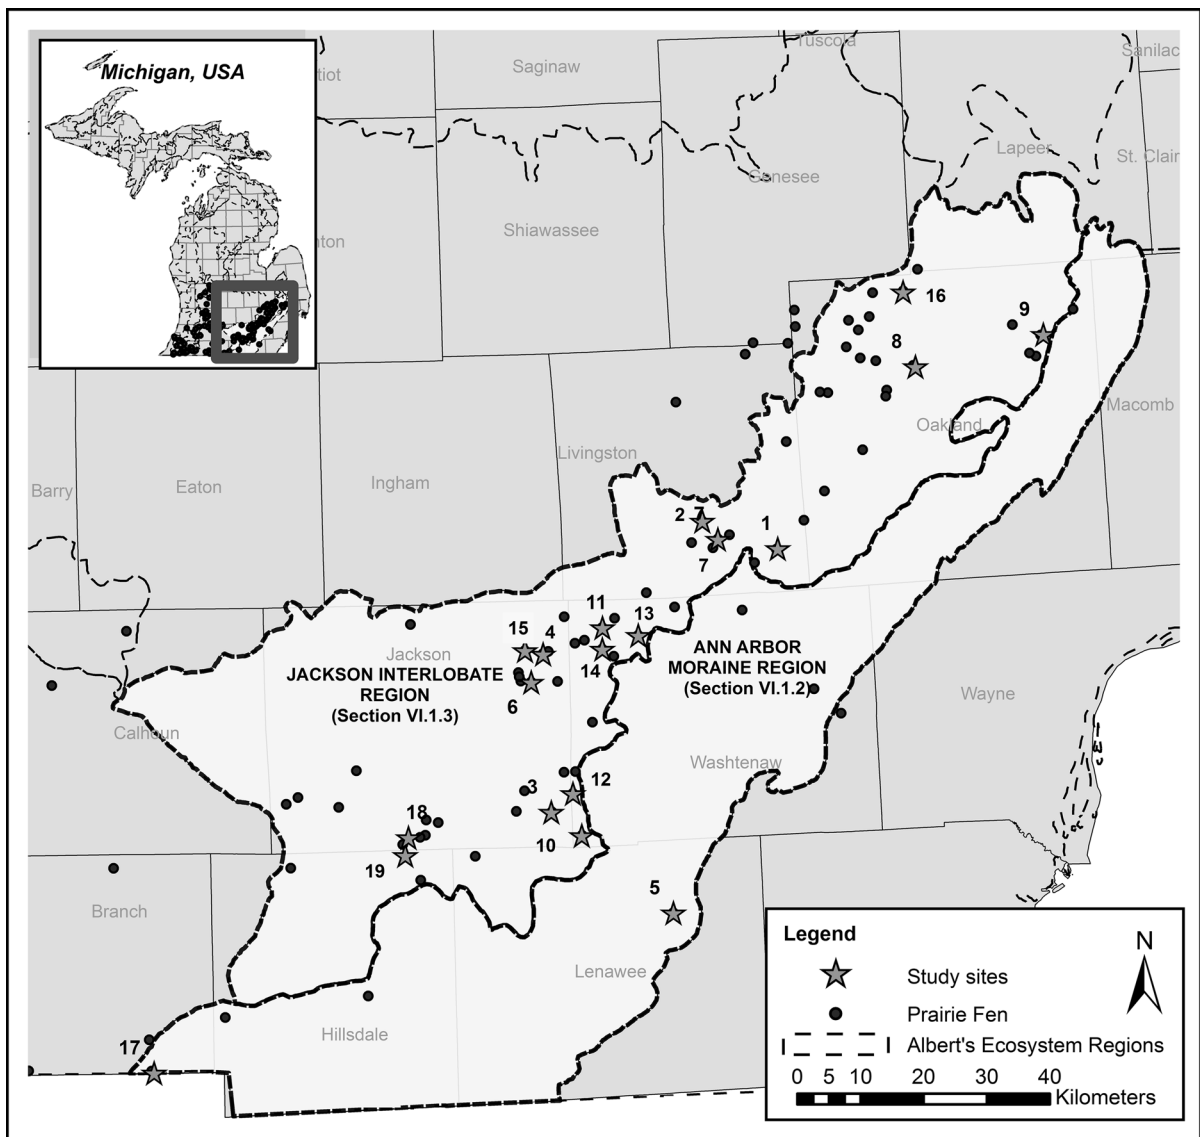 Michigan, USA
tiot
Saginaw
Tuscola
Sanilac
Lapeer
St. Clair
Genesee
nton
Shiawassee
16
9
8
Macomb
Oakland
Livingston
Barry
Eaton
Ingham
2
7
1
7
11
13
15
4
14
6
Jackson
JACKSON INTERLOBATE
REGION
(Section VI.1.3)
ANN ARBOR
MORAINE REGION
(Section VI.1.2)
Wayne
Calhoun
Washtenaw
3
12
18
10
19
5
Branch
Lenawee
Hillsdale
17
Legend
Study sites
Prairie Fen
Albert's Ecosystem Regions
N
0 5 10 20 30 40
Kilometers